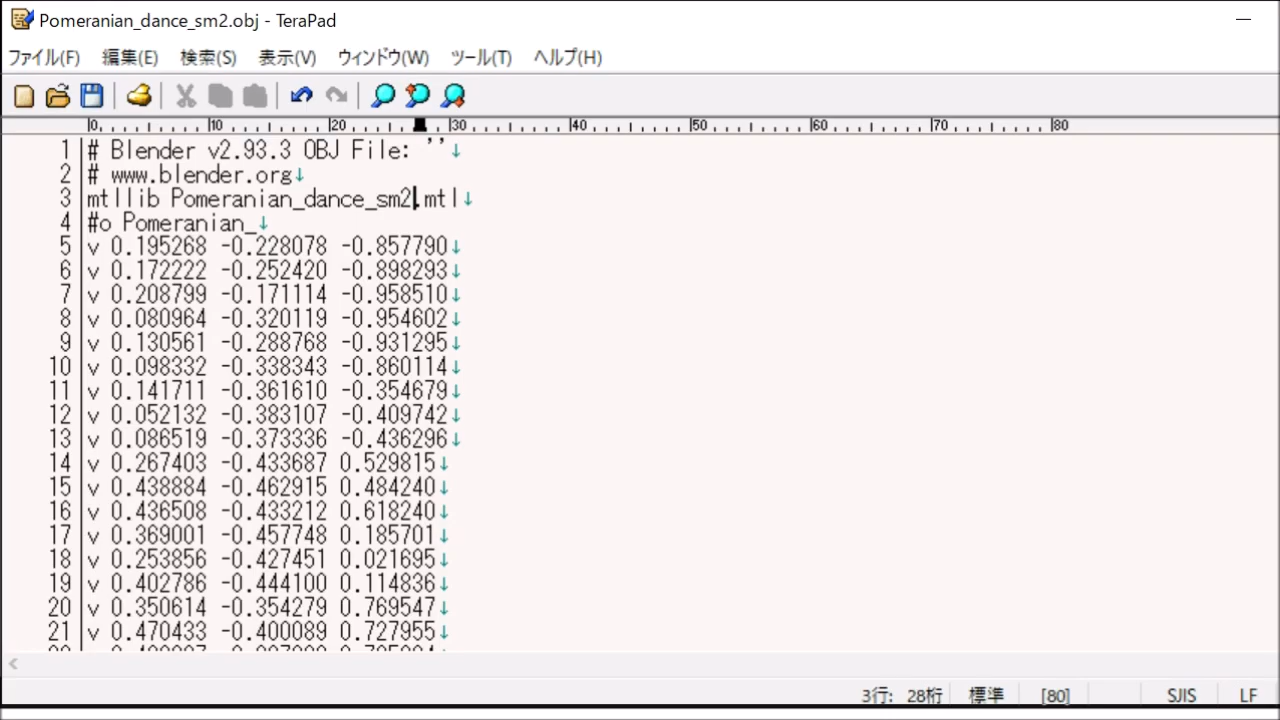 Pomeranian_dance_sm2.obj - TeraPad
ファイル(F) 編集(E) 検索(S) 表示(V) ウィンドウ(W) ツール(T) ヘルプ(H)
0 10 20 30 40 50 60 70 80
1 # Blender v2.93.3 OBJ File: ''↓
2 # www.blender.org↓
3 mtllib Pomeranian_dance_sm2.mtl↓
4 #o Pomeranian_↓
5 v 0.195268 -0.228078 -0.857790↓
6 v 0.172222 -0.252420 -0.898293↓
7 v 0.208799 -0.171114 -0.958510↓
8 v 0.080964 -0.320119 -0.954602↓
9 v 0.130561 -0.288768 -0.931295↓
10 v 0.098332 -0.338343 -0.860114↓
11 v 0.141711 -0.361610 -0.354679↓
12 v 0.052132 -0.383107 -0.409742↓
13 v 0.086519 -0.373336 -0.436296↓
14 v 0.267403 -0.433687 0.529815↓
15 v 0.438884 -0.462915 0.484240↓
16 v 0.436508 -0.433212 0.618240↓
17 v 0.369001 -0.457748 0.185701↓
18 v 0.253856 -0.427451 0.021695↓
19 v 0.402786 -0.444100 0.114836↓
20 v 0.350614 -0.354279 0.769547↓
21 v 0.470433 -0.400089 0.727955↓
3行: 28桁 標準 [80] SJIS LF